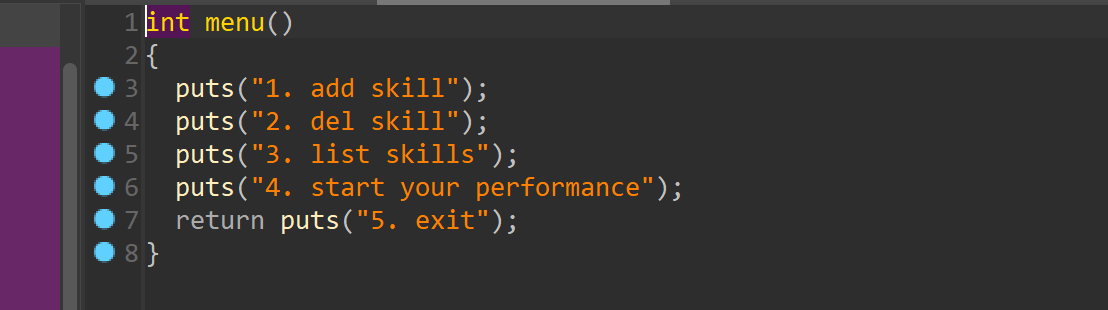 1 int menu()
2 {
3   puts("1. add skill");
4   puts("2. del skill");
5   puts("3. list skills");
6   puts("4. start your performance");
7   return puts("5. exit");
8 }